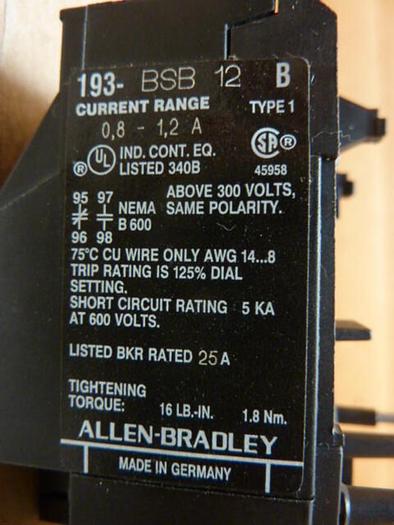 193- BSB 12 B
CURRENT RANGE TYPE 1
0,8 - 1,2 A
UL ® IND. CONT. EQ.
LISTED 340B
SA ®
45958
95 97
96 98
NEMA
B 600
ABOVE 300 VOLTS,
SAME POLARITY.
75°C CU WIRE ONLY AWG 14...8
TRIP RATING IS 125% DIAL
SETTING.
SHORT CIRCUIT RATING 5 KA
AT 600 VOLTS.
LISTED BKR RATED 25 A
TIGHTENING
TORQUE: 16 LB.-IN. 1.8 Nm.
ALLEN-BRADLEY
MADE IN GERMANY